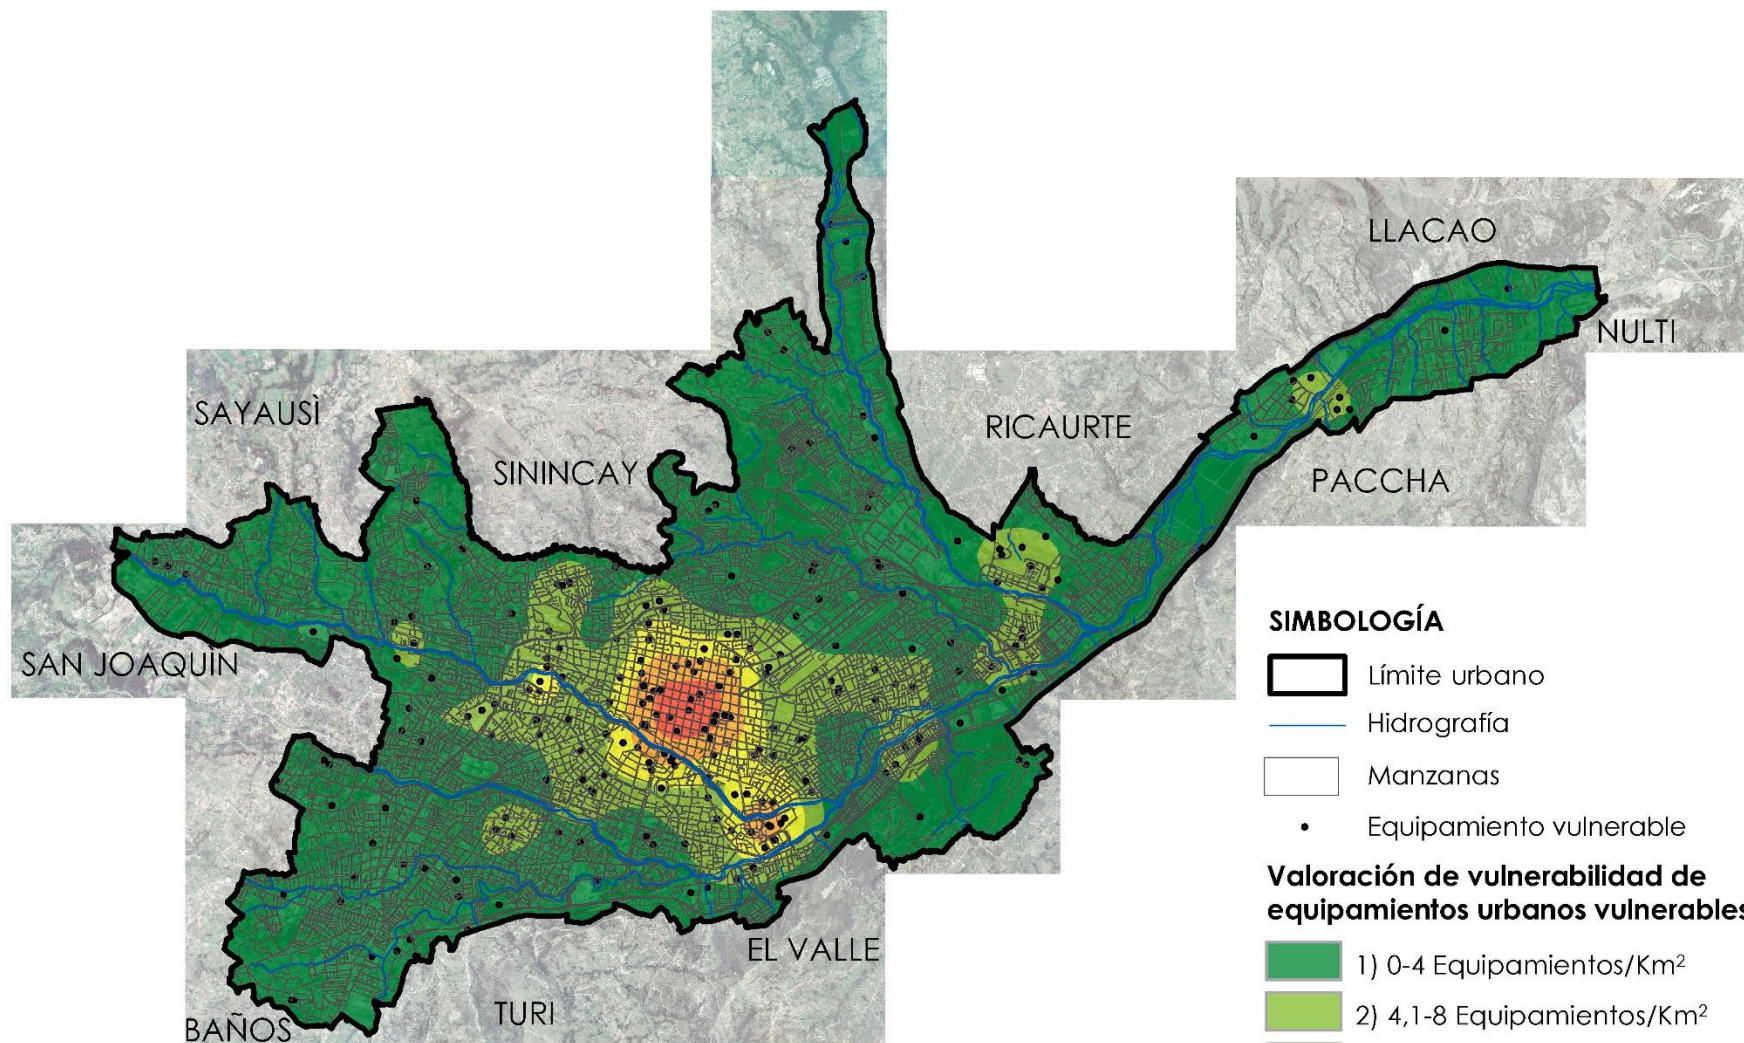 LLACAO
NULTI
SAYAUSÌ
SININCAY
RICAURTE
PACCHA
SAN JOAQUÌN
EL VALLE
TURI
BAÑOS
SIMBOLOGÍA
Límite urbano
Hidrografía
Manzanas
Equipamiento vulnerable
Valoración de vulnerabilidad de
equipamientos urbanos vulnerables
1) 0-4 Equipamientos/Km²
2) 4,1-8 Equipamientos/Km²